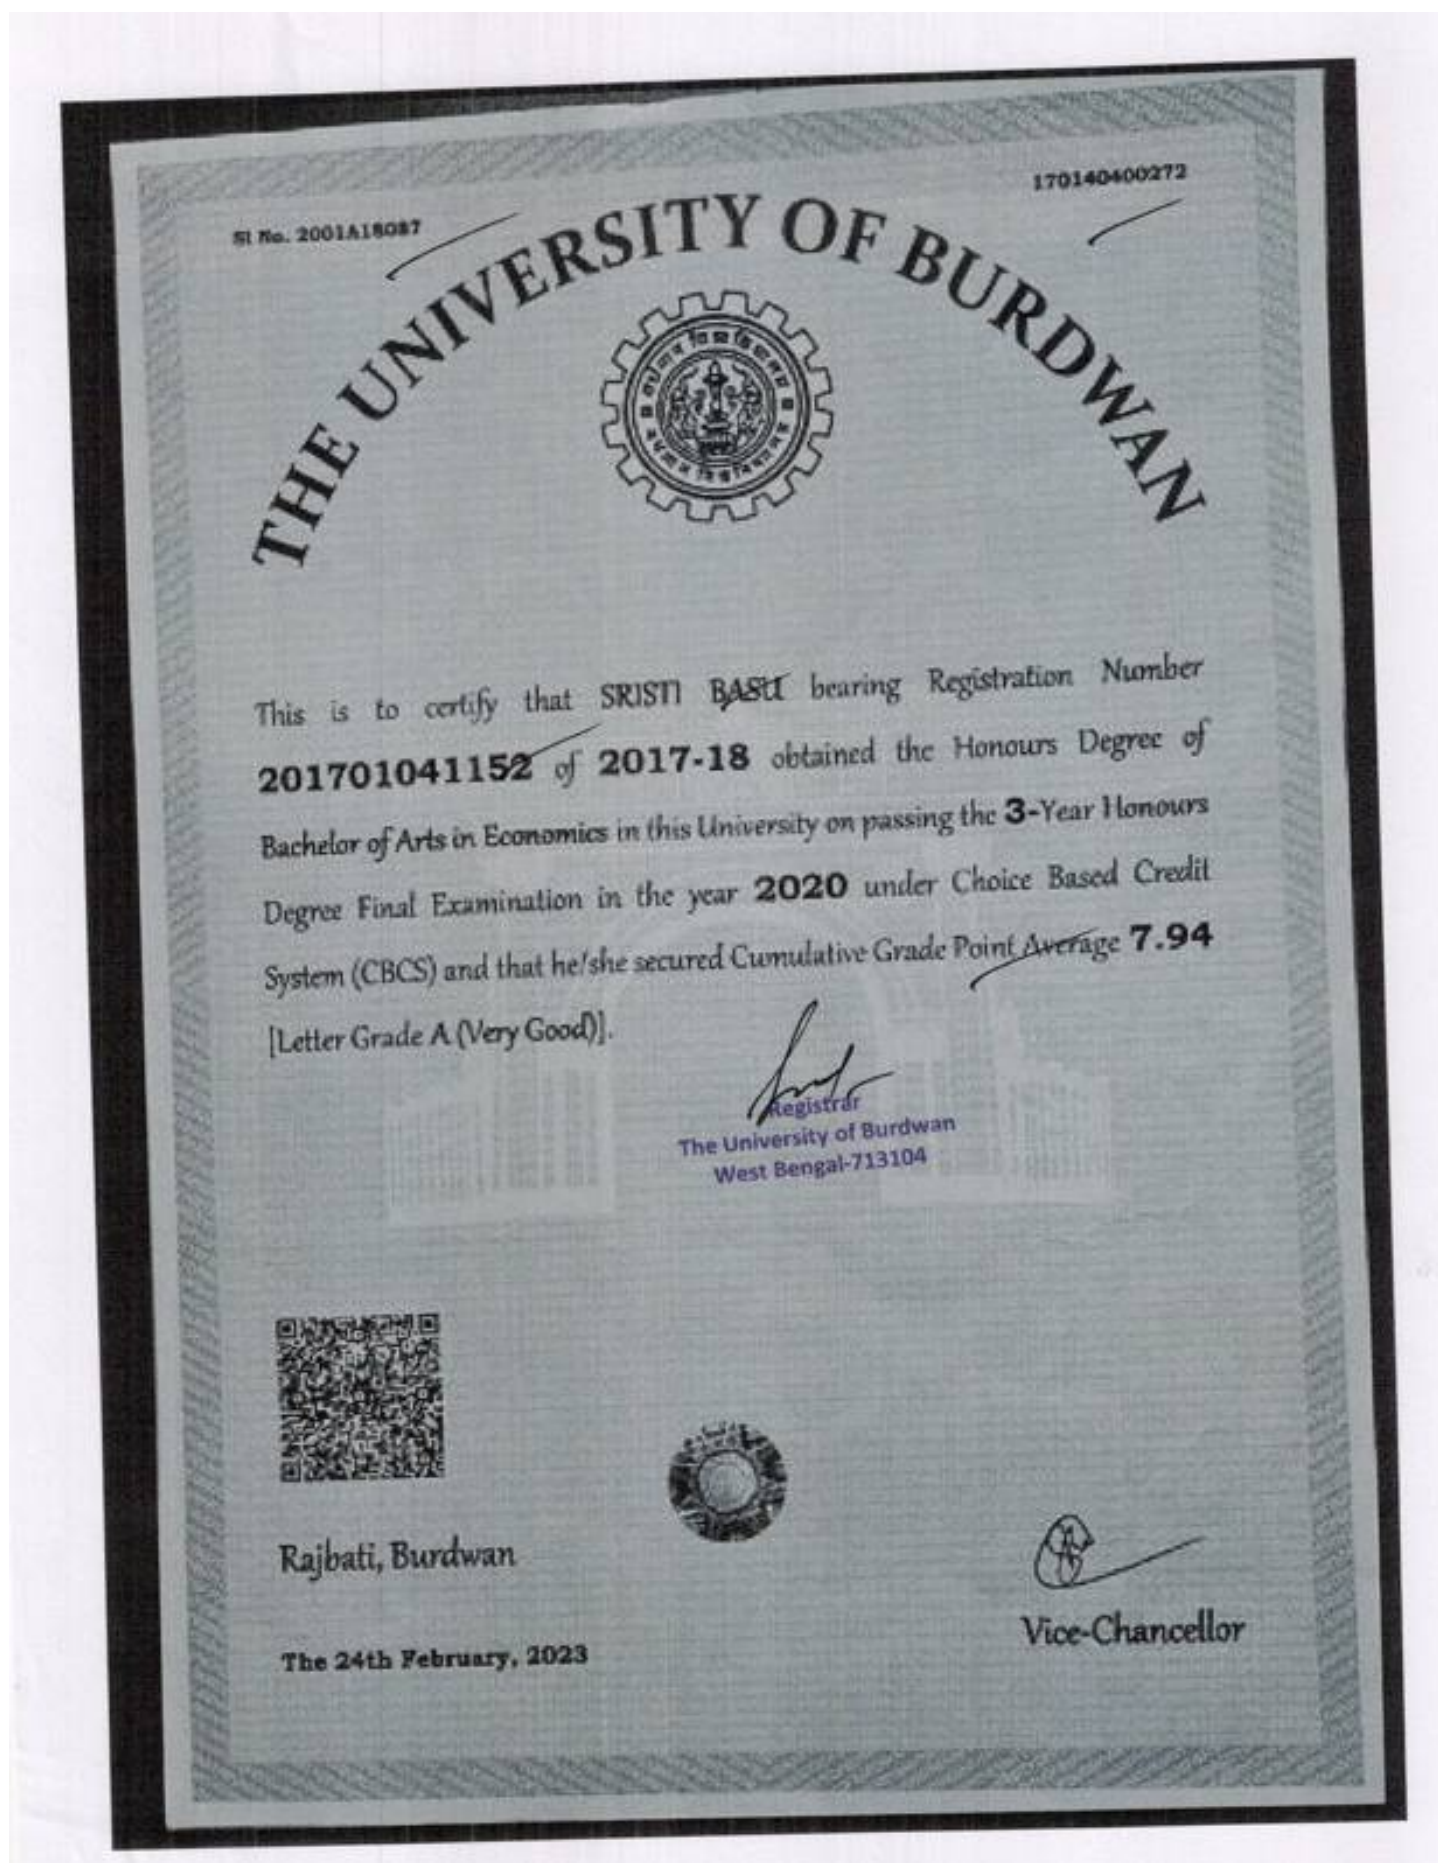 Sl No. 2001A18087
170140400272
THE UNIVERSITY OF BURDWAN
This is to certify that SRISTI BASU bearing Registration Number
201701041152 of 2017-18 obtained the Honours Degree of
Bachelor of Arts in Economics in this University on passing the 3-Year Honours
Degree Final Examination in the year 2020 under Choice Based Credit
System (CBCS) and that he/she secured Cumulative Grade Point Average 7.94
[Letter Grade A (Very Good)].
Registrar
The University of Burdwan
West Bengal-713104
Rajbati, Burdwan
Vice-Chancellor
The 24th February, 2023